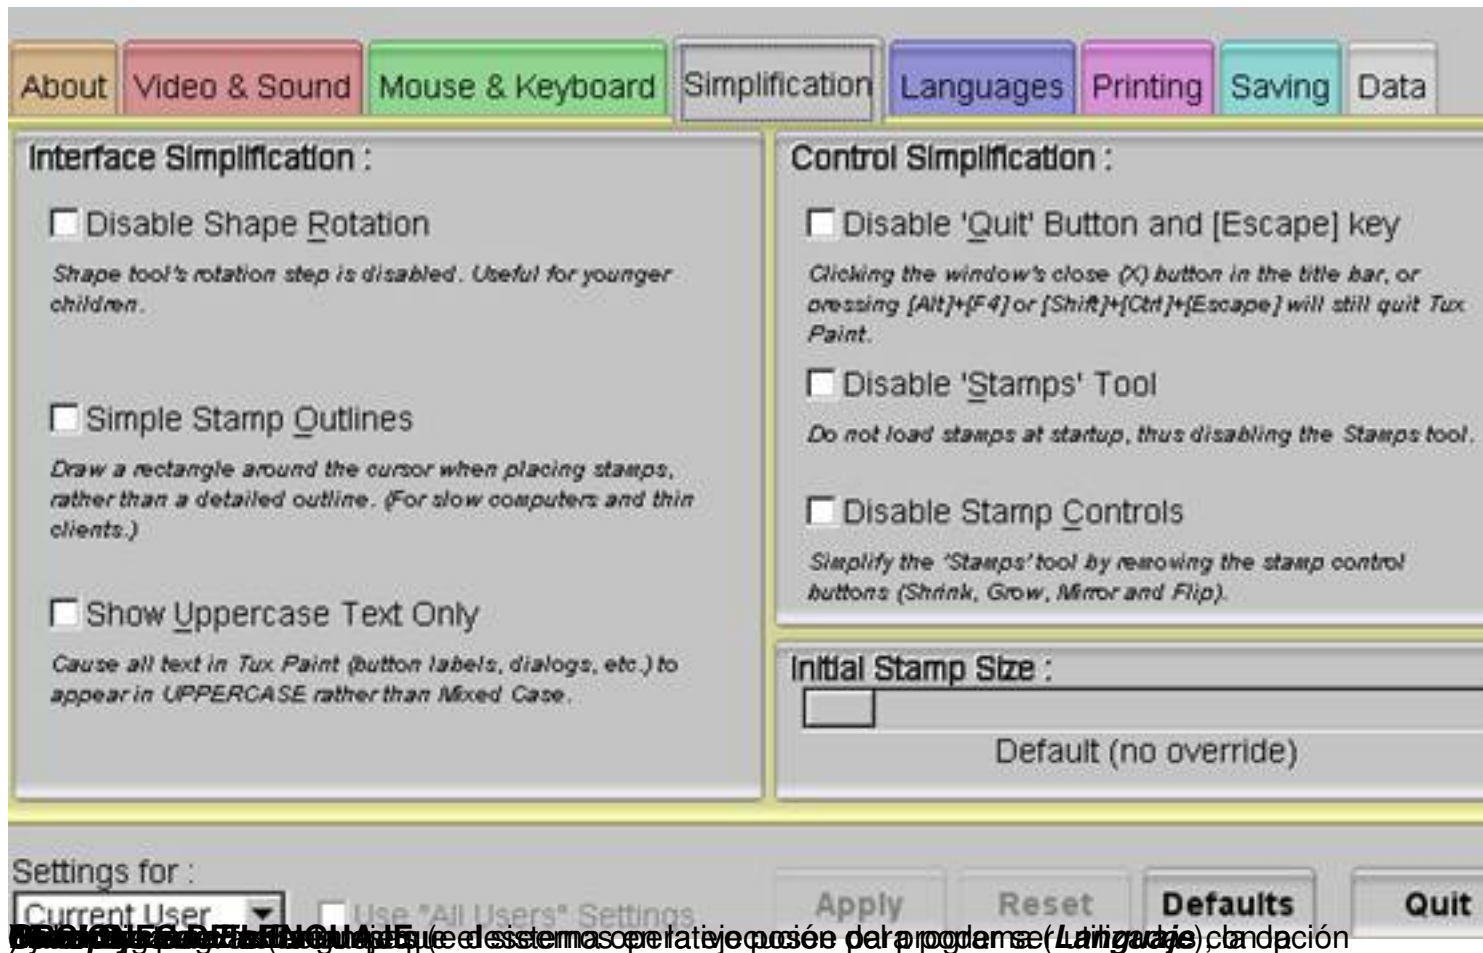 About Video & Sound Mouse & Keyboard Simplification Languages Printing Saving Data
Interface Simplification :
Disable Shape Rotation
Shape tool's rotation step is disabled. Useful for younger
children.
Simple Stamp Outlines
Draw a rectangle around the cursor when placing stamps,
rather than a detailed outline. (For slow computers and thin
clients.)
Show Uppercase Text Only
Cause all text in Tux Paint (button labels, dialogs, etc.) to
appear in UPPERCASE rather than Mixed Case.
Control Simplification :
Disable 'Quit' Button and [Escape] key
Clicking the window's close (X) button in the title bar, or
pressing [Alt]+[F4] or [Shift]+[Ctrl]+[Escape] will still quit Tux
Paint.
Disable 'Stamps' Tool
Do not load stamps at startup, thus disabling the Stamps tool.
Disable Stamp Controls
Simplify the 'Stamps' tool by removing the stamp control
buttons (Shrink, Grow, Mirror and Flip).
Initial Stamp Size :
Default (no override)
Settings for :
Current User Use "All Users" Settings Apply Reset Defaults Quit